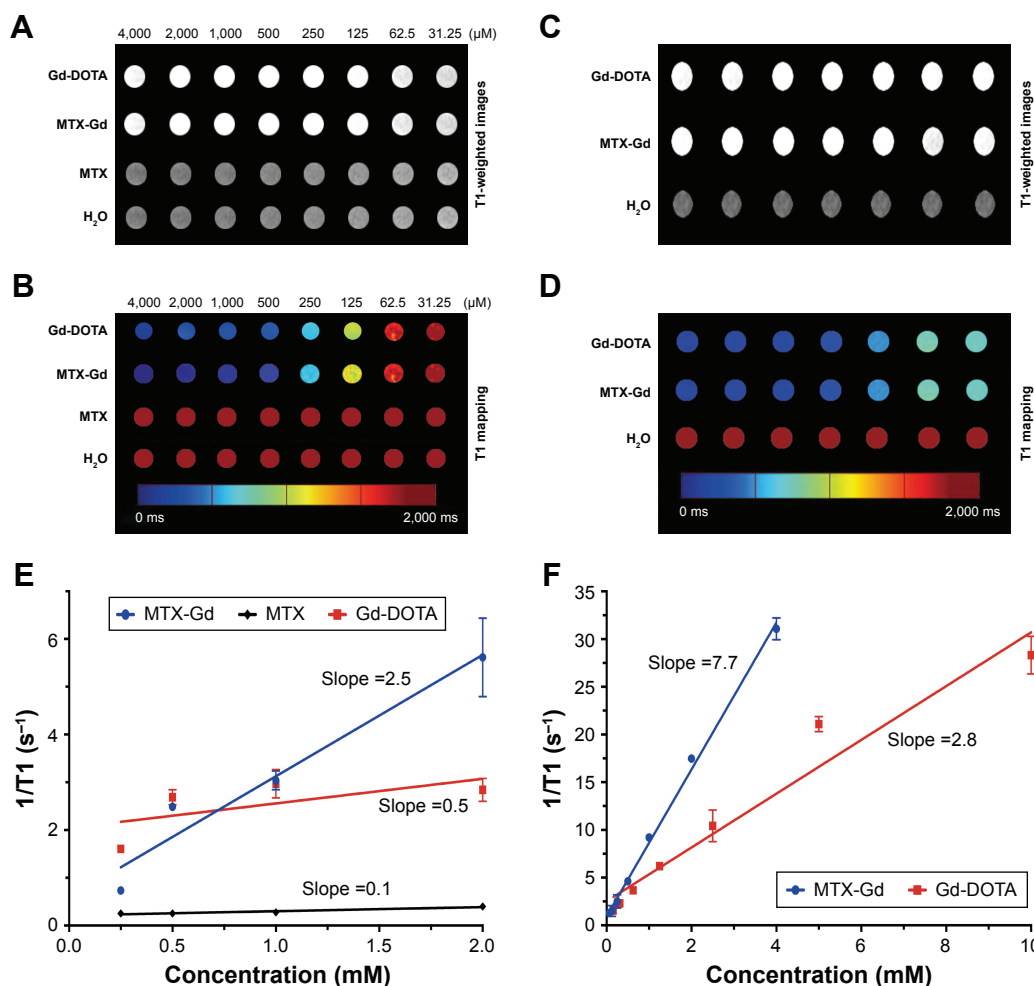 A
4,000 2,000 1,000 500 250 125 62.5 31.25 (µM)
Gd-DOTA
MTX-Gd
MTX
H₂O
T1-weighted images
C
Gd-DOTA
MTX-Gd
H₂O
T1-weighted images
B
4,000 2,000 1,000 500 250 125 62.5 31.25 (µM)
Gd-DOTA
MTX-Gd
MTX
H₂O
0 ms 2,000 ms
T1 mapping
D
Gd-DOTA
MTX-Gd
H₂O
0 ms 2,000 ms
T1 mapping
E
MTX-Gd MTX Gd-DOTA
Slope =2.5
Slope =0.5
Slope =0.1
6
4
2
0
0.0 0.5 1.0 1.5 2.0
1/T1 (s⁻¹)
Concentration (mM)
F
35
30
25
20
15
10
5
0
Slope =7.7
Slope =2.8
MTX-Gd Gd-DOTA
0 2 4 6 8 10
1/T1 (s⁻¹)
Concentration (mM)